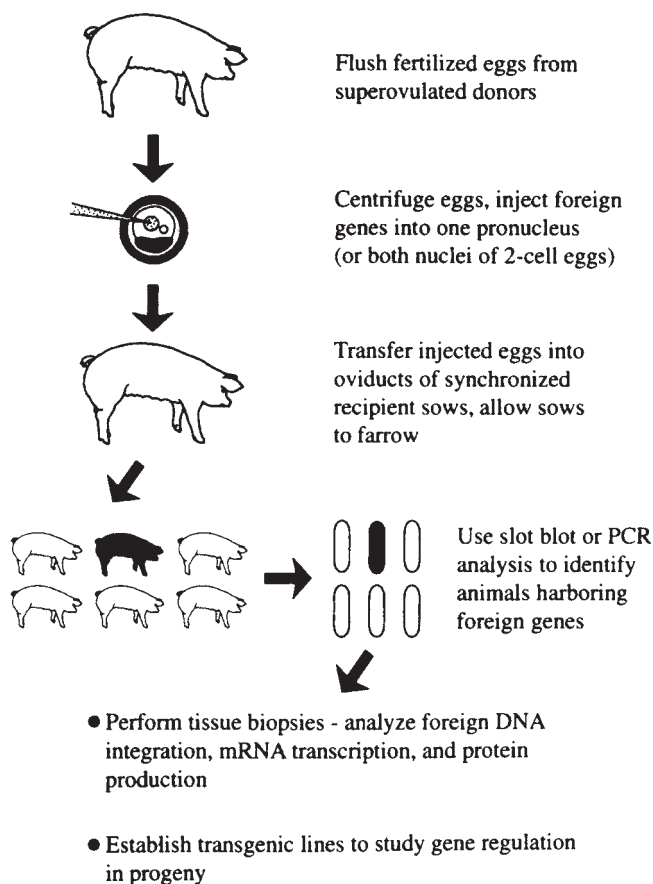 Flush fertilized eggs from
superovulated donors
Centrifuge eggs, inject foreign
genes into one pronucleus
(or both nuclei of 2-cell eggs)
Transfer injected eggs into
oviducts of synchronized
recipient sows, allow sows
to farrow
Use slot blot or PCR
analysis to identify
animals harboring
foreign genes
● Perform tissue biopsies - analyze foreign DNA
integration, mRNA transcription, and protein
production
● Establish transgenic lines to study gene regulation
in progeny